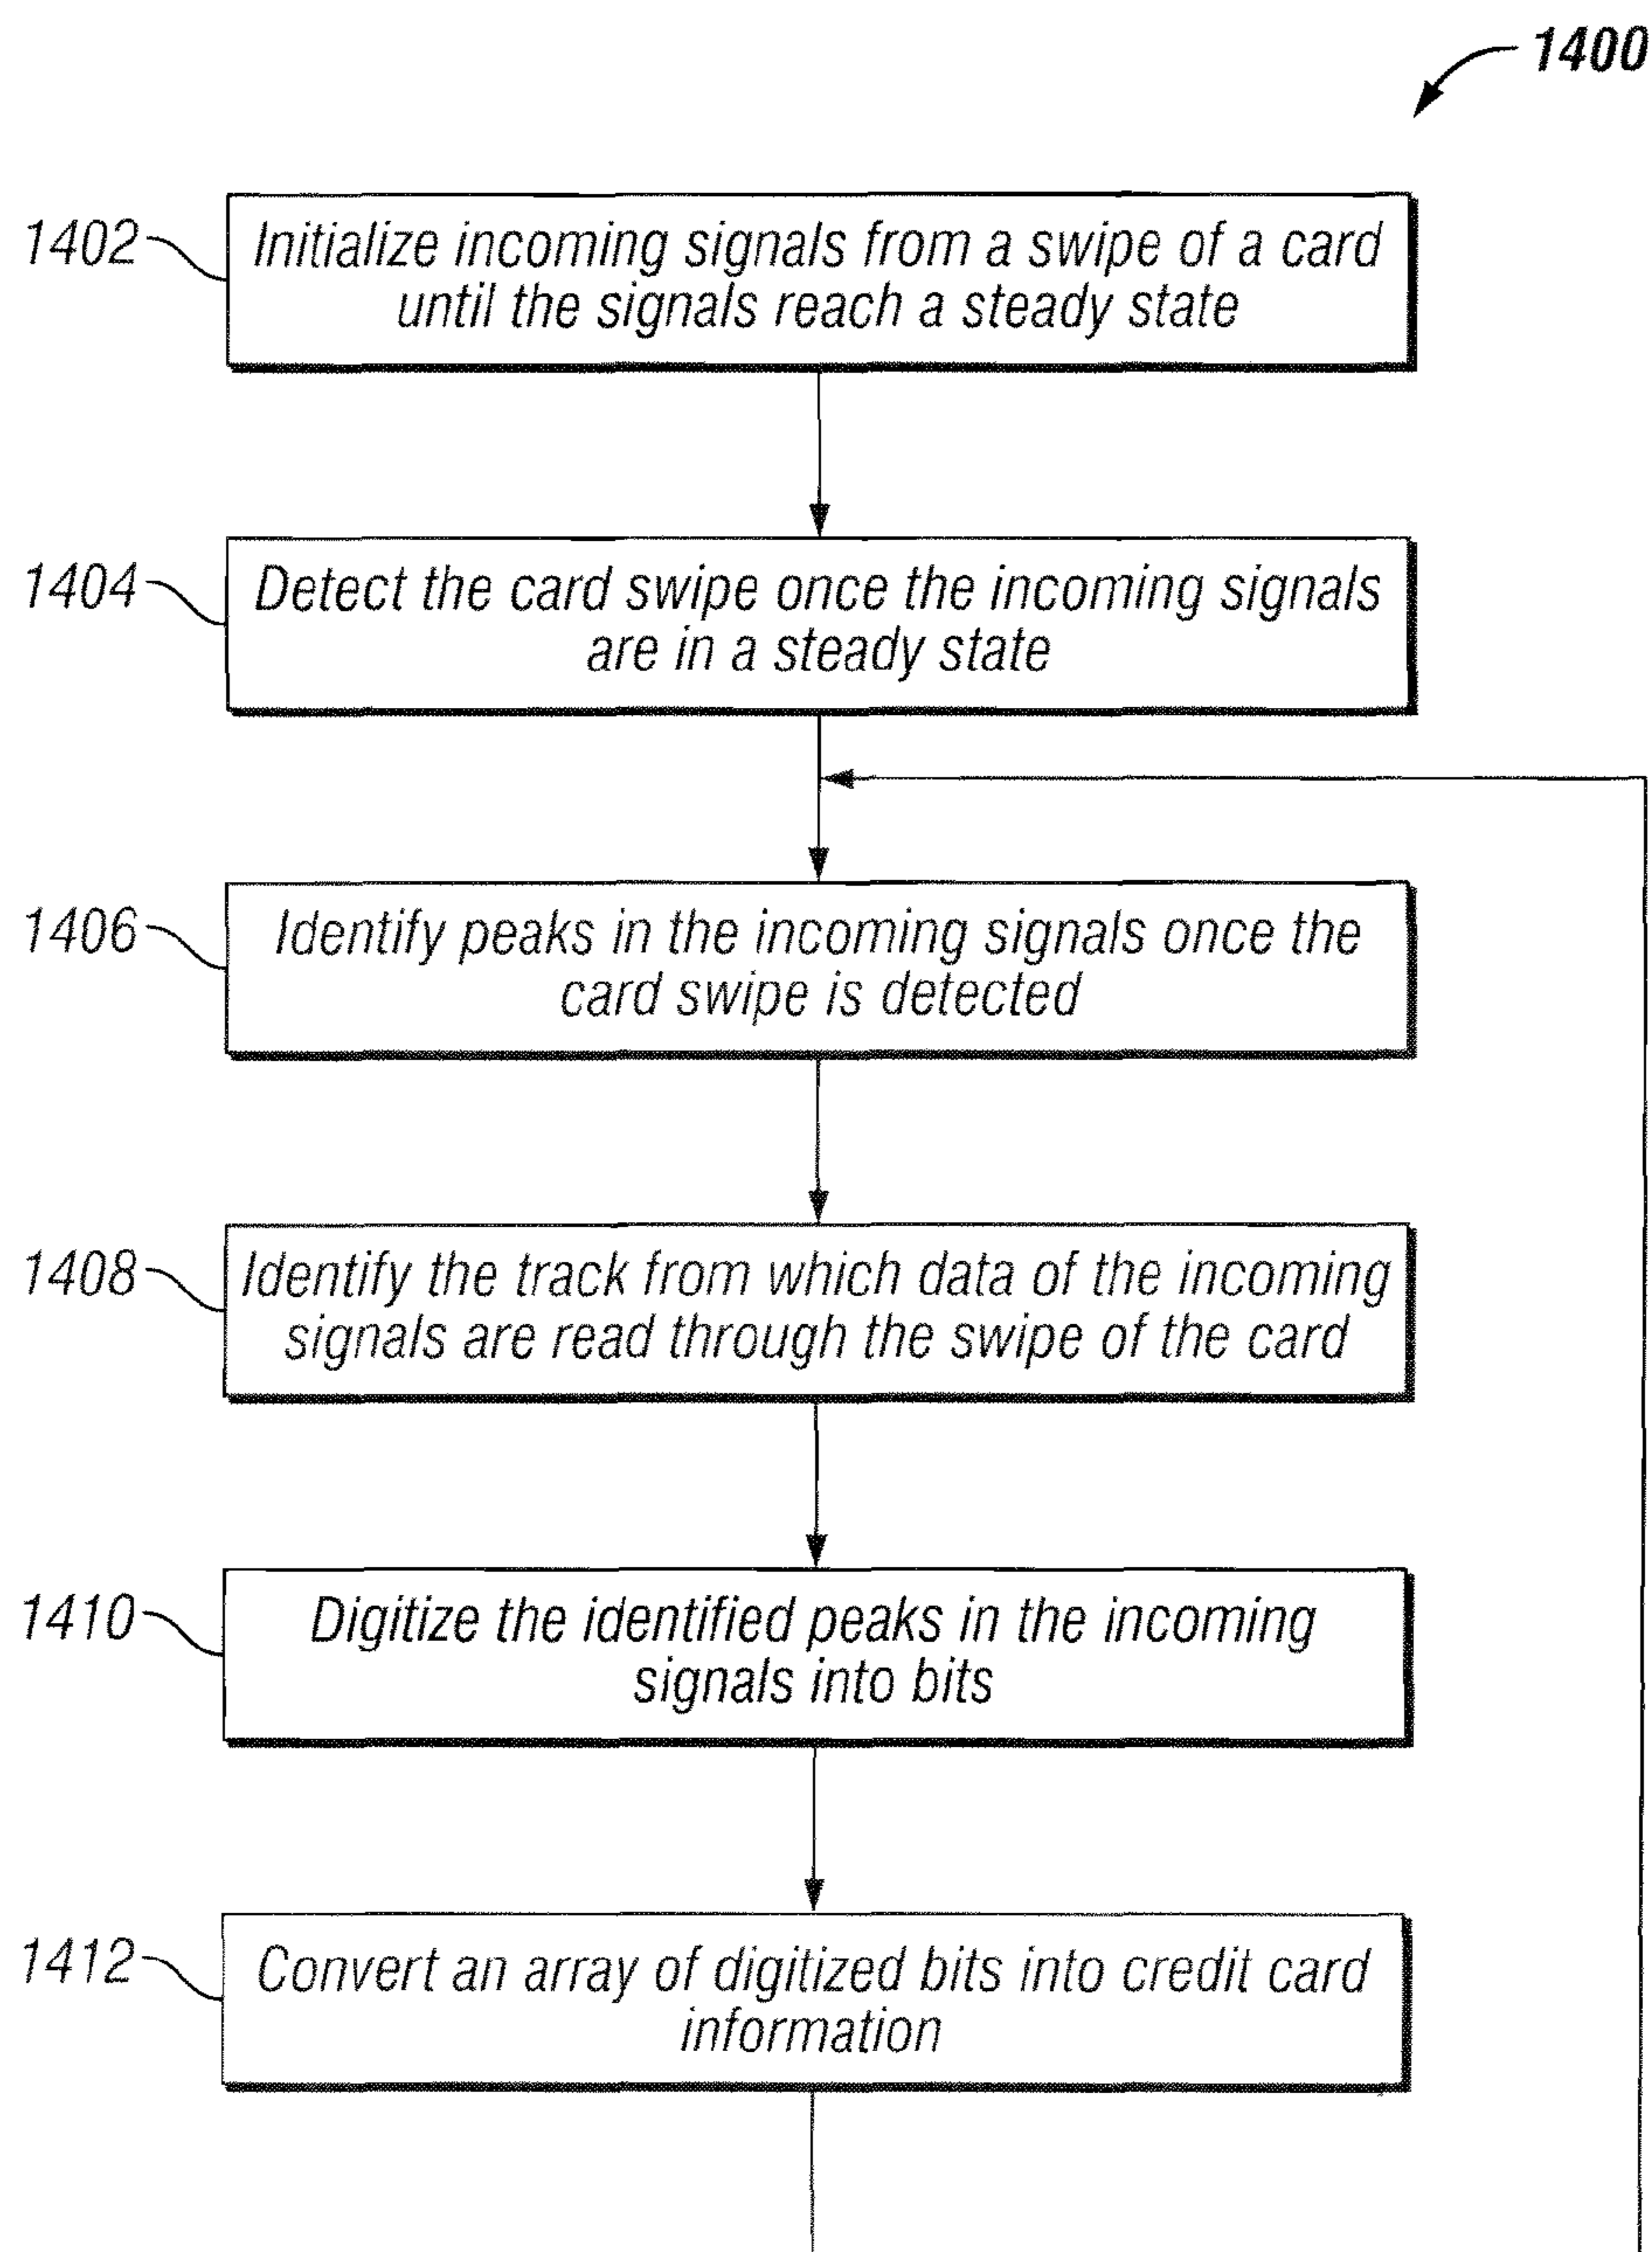 1400
1402
Initialize incoming signals from a swipe of a card
until the signals reach a steady state
1404
Detect the card swipe once the incoming signals
are in a steady state
1406
Identify peaks in the incoming signals once the
card swipe is detected
1408
Identify the track from which data of the incoming
signals are read through the swipe of the card
1410
Digitize the identified peaks in the incoming
signals into bits
1412
Convert an array of digitized bits into credit card
information